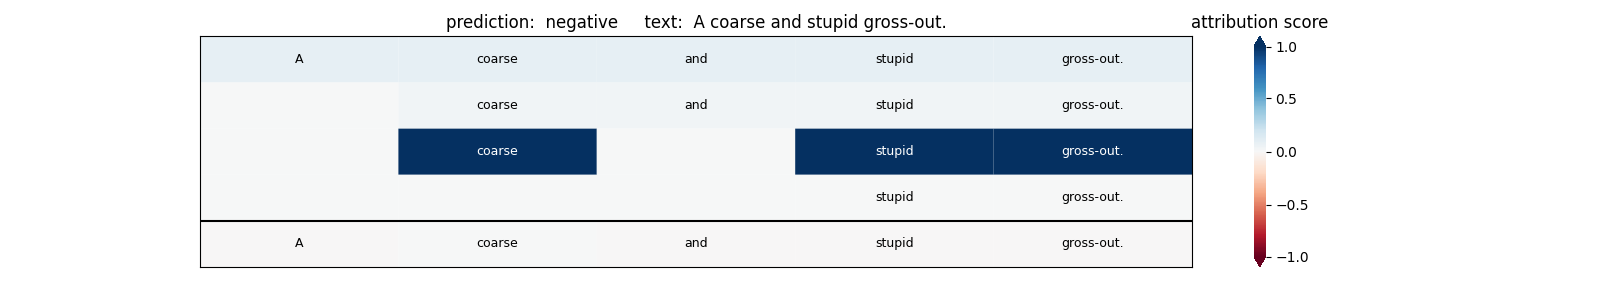 prediction:  negative     text:  A coarse and stupid gross-out.
attribution score
A coarse and stupid gross-out.
coarse and stupid gross-out.
coarse stupid gross-out.
stupid gross-out.
A coarse and stupid gross-out.
1.0
0.5
0.0
−0.5
−1.0